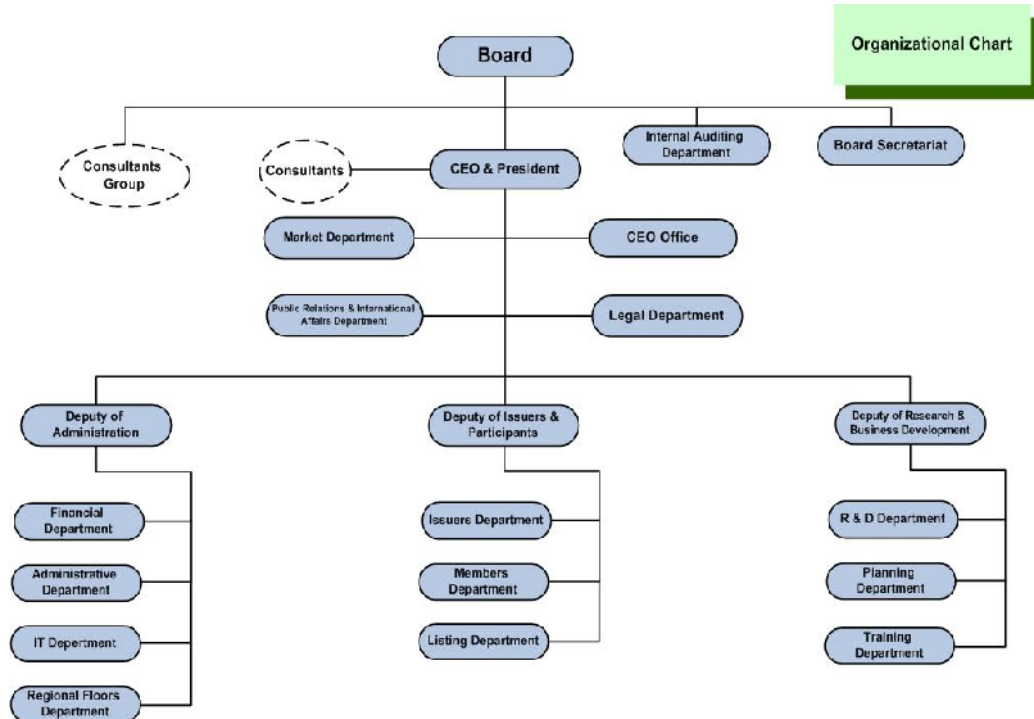 Organizational Chart
Board
Consultants
Group
Consultants
CEO & President
Internal Auditing
Department
Board Secretariat
Market Department
CEO Office
Public Relations & International
Affairs Department
Legal Department
Deputy of
Administration
Deputy of Issuers &
Participants
Deputy of Research &
Business Development
Financial
Department
Issuers Department
R & D Department
Administrative
Department
Members
Department
Planning
Department
IT Depertment
Listing Department
Training
Department
Regional Floors
Department